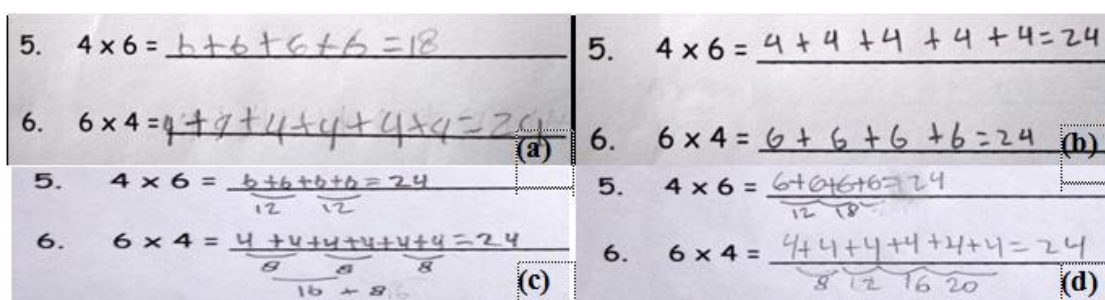 5. 4 × 6 = 6+6+6+6 =18
6. 6 × 4 = 4+4+4+4+4+4=24
(a)
5. 4 × 6 = 4 + 4 + 4 + 4 + 4=24
6. 6 × 4 = 6 + 6 + 6 + 6=24
(b)
5. 4 × 6 = 6+6+6+6= 24
12 12
6. 6 × 4 = 4 +4+4+4+4+4=24
8 8 8
16 + 8
(c)
5. 4 × 6 = 6+6+6+6=24
12 18
6. 6 × 4 = 4+4+4+4+4+4=24
8 12 16 20
(d)